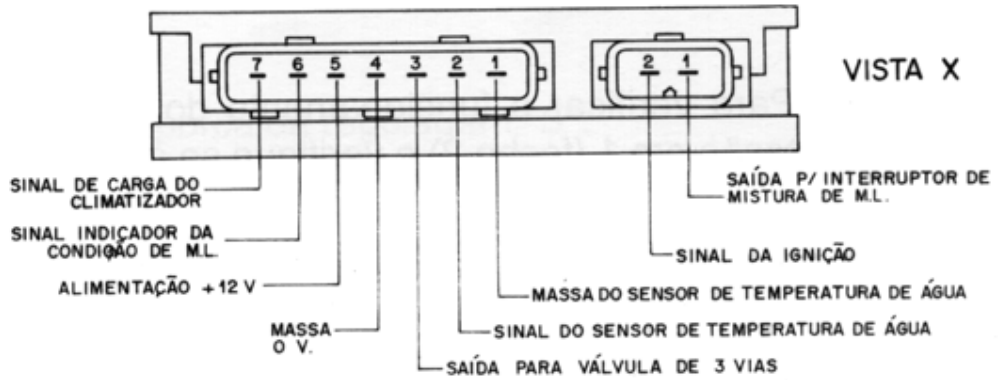 7 6 5 4 3 2 1
2 1
VISTA X
SINAL DE CARGA DO
CLIMATIZADOR
SINAL INDICADOR DA
CONDIÇÃO DE M.L.
ALIMENTAÇÃO +12 V
MASSA
0 V.
SAÍDA P/ INTERRUPTOR DE
MISTURA DE M.L.
SINAL DA IGNIÇÃO
MASSA DO SENSOR DE TEMPERATURA DE ÁGUA
SINAL DO SENSOR DE TEMPERATURA DE ÁGUA
SAÍDA PARA VÁLVULA DE 3 VIAS